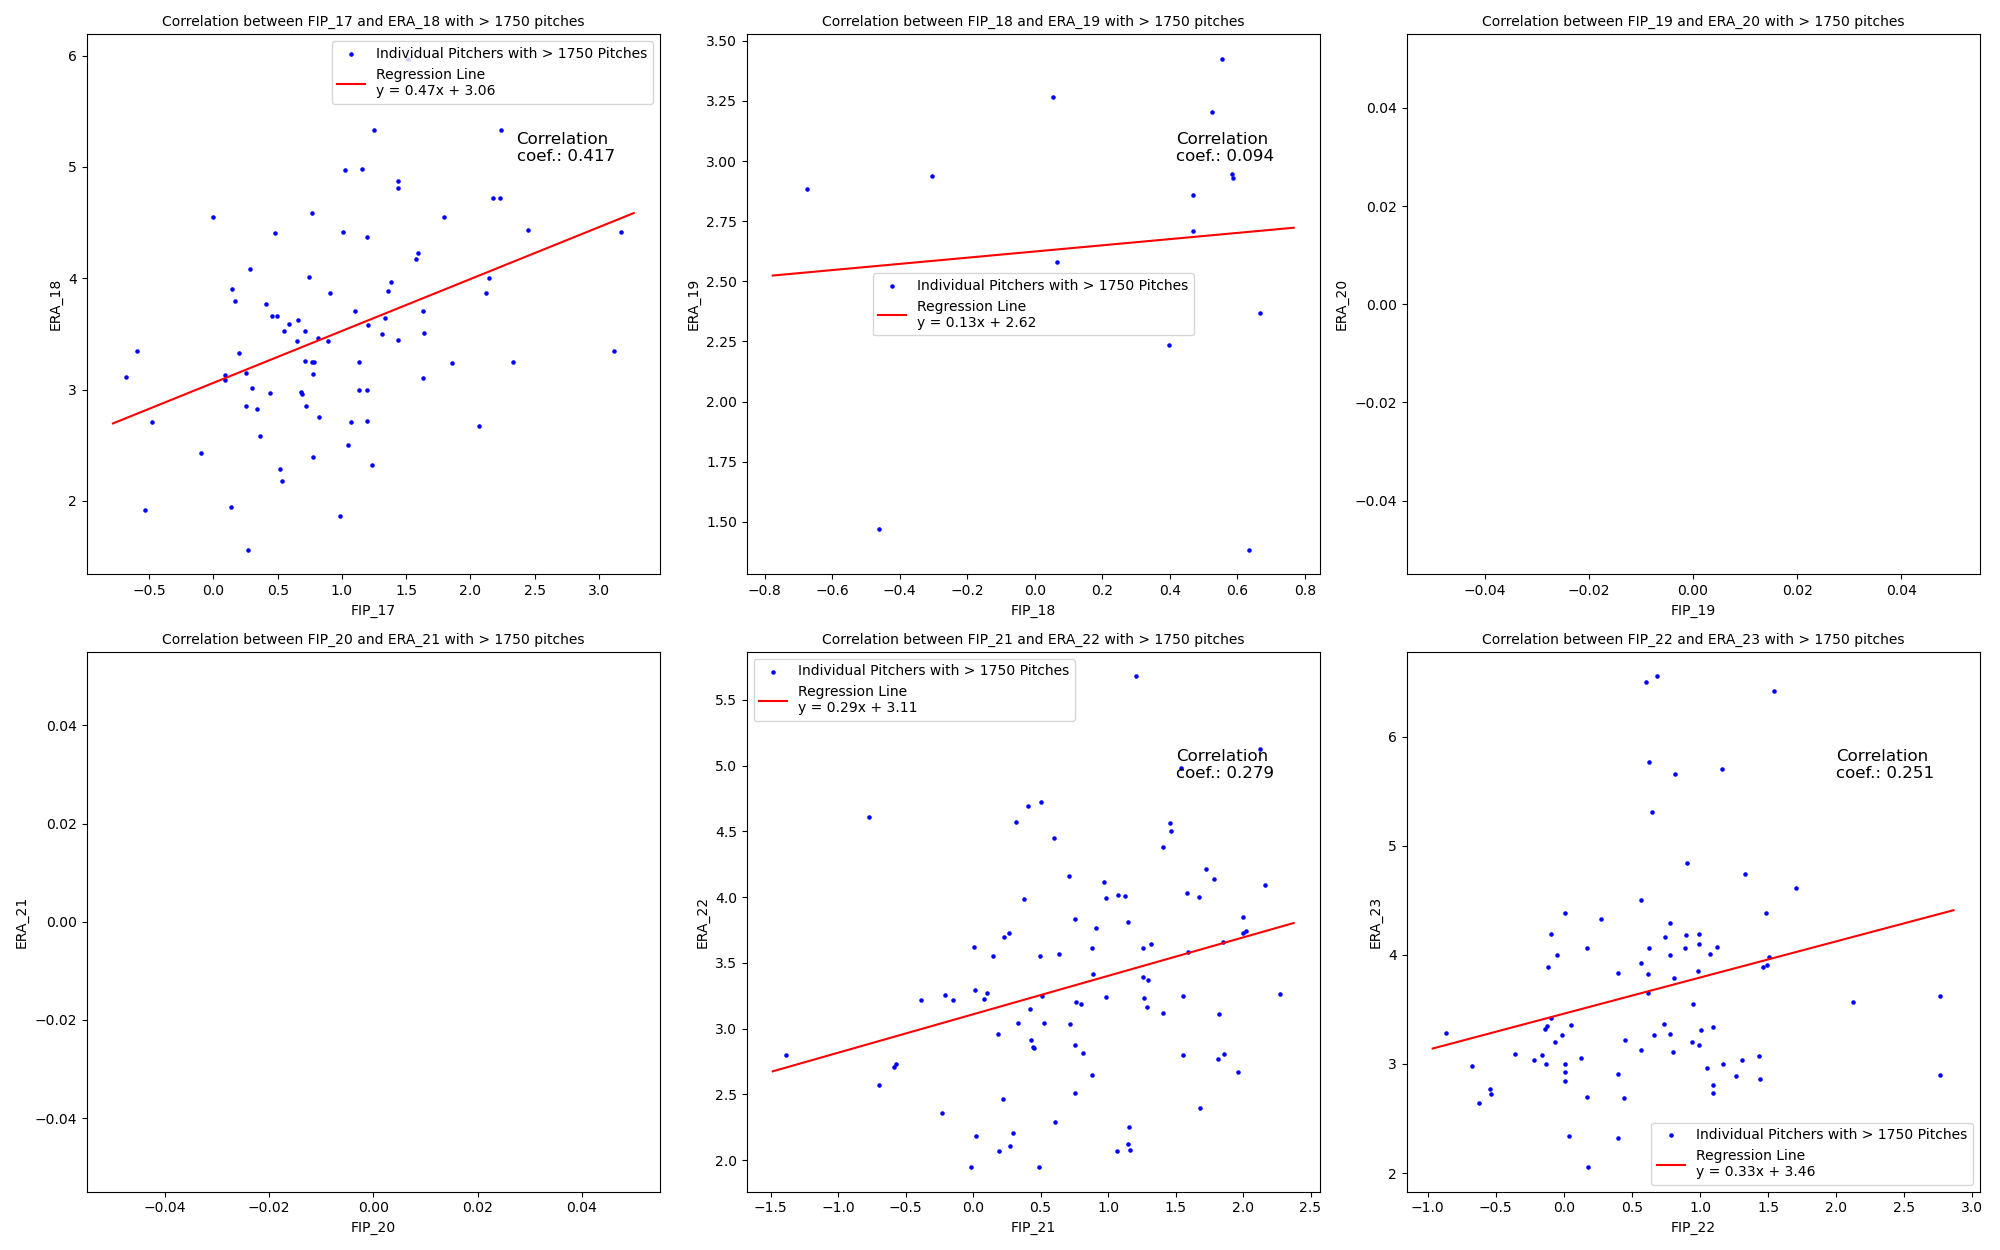 Correlation between FIP_17 and ERA_18 with > 1750 pitches
Individual Pitchers with > 1750 Pitches
Regression Line
y = 0.47x + 3.06
Correlation
coef.: 0.417
6
5
4
3
2
ERA_18
−0.5 0.0 0.5 1.0 1.5 2.0 2.5 3.0
FIP_17
Correlation between FIP_18 and ERA_19 with > 1750 pitches
3.50
3.25
3.00
2.75
2.50
2.25
2.00
1.75
1.50
ERA_19
Correlation
coef.: 0.094
Individual Pitchers with > 1750 Pitches
Regression Line
y = 0.13x + 2.62
−0.8 −0.6 −0.4 −0.2 0.0 0.2 0.4 0.6 0.8
FIP_18
Correlation between FIP_19 and ERA_20 with > 1750 pitches
0.04
0.02
0.00
−0.02
−0.04
ERA_20
−0.04 −0.02 0.00 0.02 0.04
FIP_19
Correlation between FIP_20 and ERA_21 with > 1750 pitches
0.04
0.02
0.00
−0.02
−0.04
ERA_21
−0.04 −0.02 0.00 0.02 0.04
FIP_20
Correlation between FIP_21 and ERA_22 with > 1750 pitches
Individual Pitchers with > 1750 Pitches
Regression Line
y = 0.29x + 3.11
Correlation
coef.: 0.279
5.5
5.0
4.5
4.0
3.5
3.0
2.5
2.0
ERA_22
−1.5 −1.0 −0.5 0.0 0.5 1.0 1.5 2.0 2.5
FIP_21
Correlation between FIP_22 and ERA_23 with > 1750 pitches
Correlation
coef.: 0.251
6
5
4
3
2
ERA_23
Individual Pitchers with > 1750 Pitches
Regression Line
y = 0.33x + 3.46
−1.0 −0.5 0.0 0.5 1.0 1.5 2.0 2.5 3.0
FIP_22